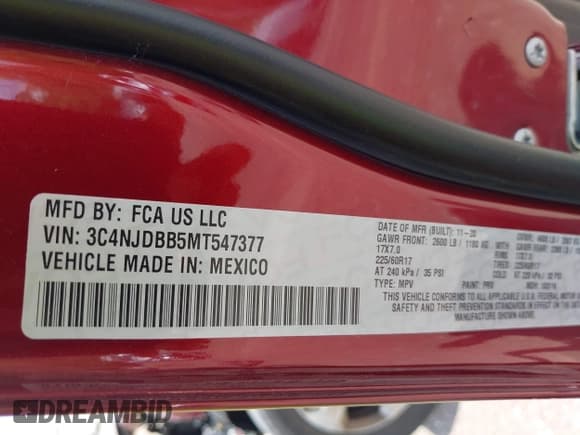 MFD BY: FCA US LLC
VIN: 3C4NJDBB5MT547377
VEHICLE MADE IN: MEXICO
DATE OF MFR (BUILT): 11-20
GAWR FRONT: 2600 LB / 1180 KG
17X7.0
225/60R17
AT 240 kPa / 35 PSI
TYPE: MPV
PAINT: PRV
THIS VEHICLE CONFORMS TO ALL APPLICABLE U.S.A. FEDERAL MOTOR
SAFETY AND THEFT PREVENTION STANDARDS IN EFFECT ON THE DATE OF
MANUFACTURE SHOWN ABOVE.
DREAMBID